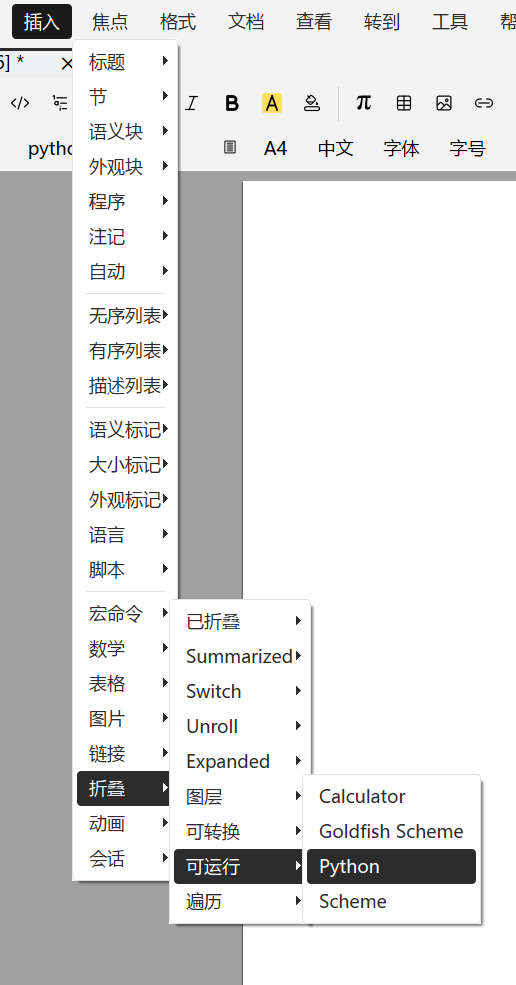 插入 焦点 格式 文档 查看 转到 工具
6] *
B A π
A4 中文 字体 字号
标题
节
语义块
外观块
程序
注记
自动
无序列表
有序列表
描述列表
语义标记
大小标记
外观标记
语言
脚本
宏命令
数学
表格
图片
链接
折叠
动画
会话
已折叠
Summarized
Switch
Unroll
Expanded
图层
可转换
可运行
遍历
Calculator
Goldfish Scheme
Python
Scheme